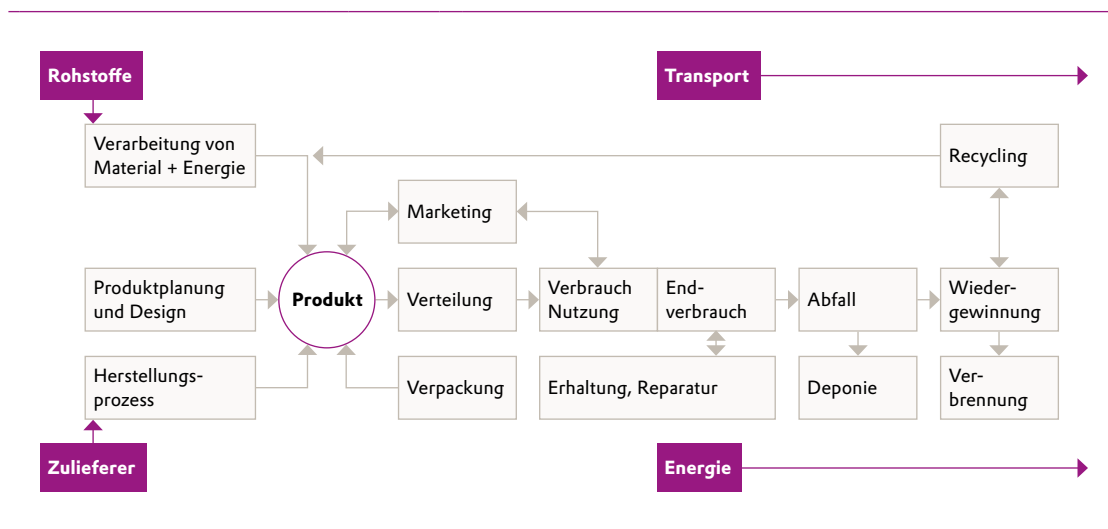 Rohstoffe
Transport
Verarbeitung von
Material + Energie
Recycling
Marketing
Produktplanung
und Design
Produkt
Verteilung
Verbrauch
Nutzung
End-
verbrauch
Abfall
Wieder-
gewinnung
Herstellungs-
prozess
Verpackung
Erhaltung, Reparatur
Deponie
Ver-
brennung
Zulieferer
Energie